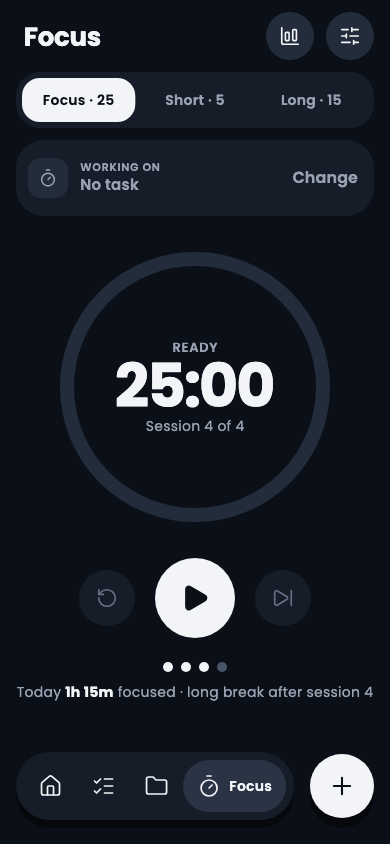 Focus
Focus · 25
Short · 5
Long · 15
WORKING ON
No task
Change
READY
25:00
Session 4 of 4
Today 1h 15m focused · long break after session 4
Focus